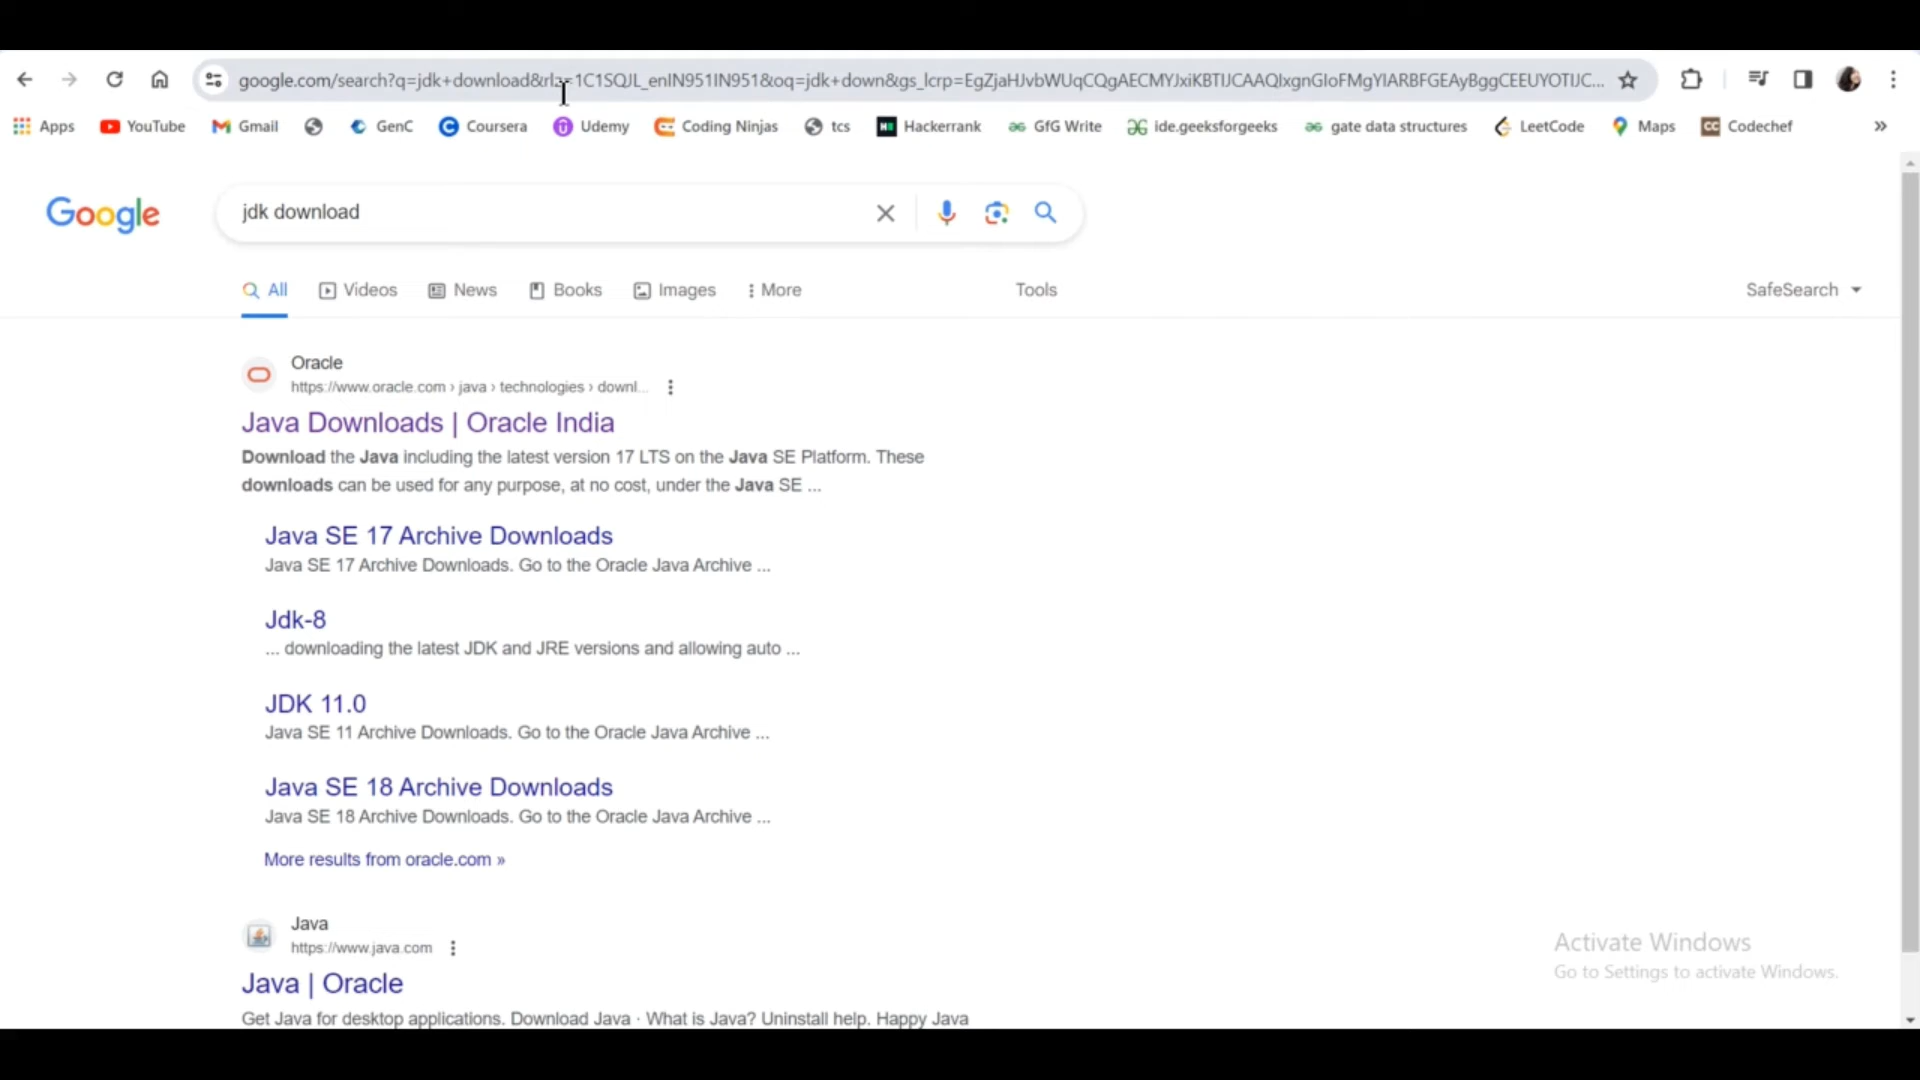 google.com/search?q=jdk+download&rlz=1C1SQJL_enIN951IN951&oq=jdk+down&gs_lcrp=EgZjaHJvbWUqCQgAECMYJxiKBTIJCAAQIxgnGIoFMgYIARBFGEAyBggCEEUYOTIJC...
Apps YouTube Gmail GenC Coursera Udemy Coding Ninjas tcs Hackerrank GfG Write ide.geeksforgeeks gate data structures LeetCode Maps Codechef »
Google jdk download
All Videos News Books Images More Tools SafeSearch
Oracle
https://www.oracle.com › java › technologies › downl...
Java Downloads | Oracle India
Download the Java including the latest version 17 LTS on the Java SE Platform. These
downloads can be used for any purpose, at no cost, under the Java SE ...
Java SE 17 Archive Downloads
Java SE 17 Archive Downloads. Go to the Oracle Java Archive ...
Jdk-8
... downloading the latest JDK and JRE versions and allowing auto ...
JDK 11.0
Java SE 11 Archive Downloads. Go to the Oracle Java Archive ...
Java SE 18 Archive Downloads
Java SE 18 Archive Downloads. Go to the Oracle Java Archive ...
More results from oracle.com »
Java
https://www.java.com
Java | Oracle
Get Java for desktop applications. Download Java · What is Java? Uninstall help. Happy Java
Activate Windows
Go to Settings to activate Windows.